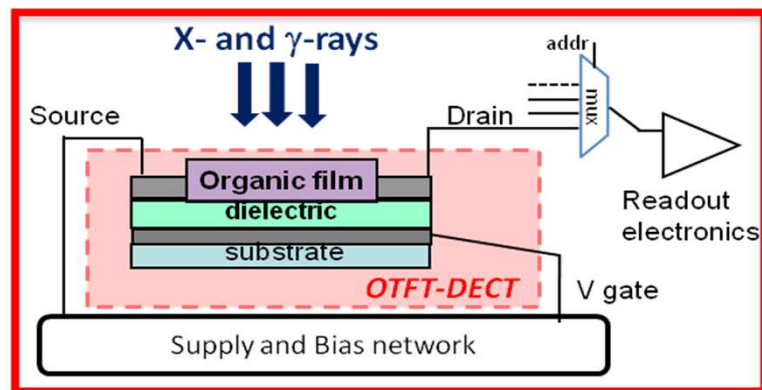 X- and γ-rays
addr
Source
Drain
mux
Organic film
dielectric
substrate
Readout
electronics
OTFT-DECT
V gate
Supply and Bias network